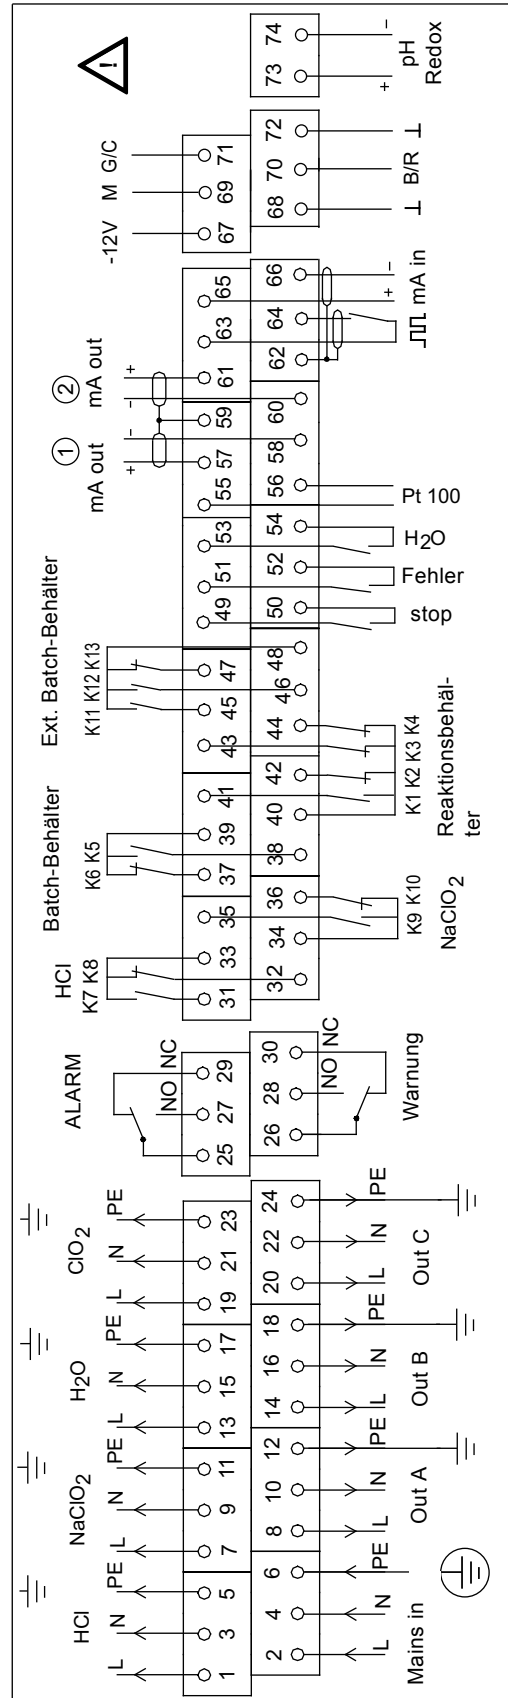 HCl NaClO₂ H₂O ClO₂
L N PE L N PE L N PE L N PE
1 3 5 7 9 11 13 15 17 19 21 23
2 4 6 8 10 12 14 16 18 20 22 24
L N PE L N PE L N PE L N PE
Mains in Out A Out B Out C
ALARM
NO NC
25 27 29
26 28 30
NO NC
Warnung
HCl
K7 K8
Batch-Behälter
K6 K5
Ext. Batch-Behälter
K11 K12 K13
31 33 35 37 39 41 43 45 47 49 51 53 55 57 59 61 63 65
32 34 36 38 40 42 44 46 48 50 52 54 56 58 60 62 64 66
K9 K10
NaClO₂
K1 K2 K3 K4
Reaktionsbehäl-
ter
stop
Fehler
H₂O
Pt 100
① ②
mA out mA out
+ − − +
+ −
mA in
-12V M G/C
67 69 71
68 70 72
⊥ B/R ⊥
73 74
+ −
pH
Redox
!